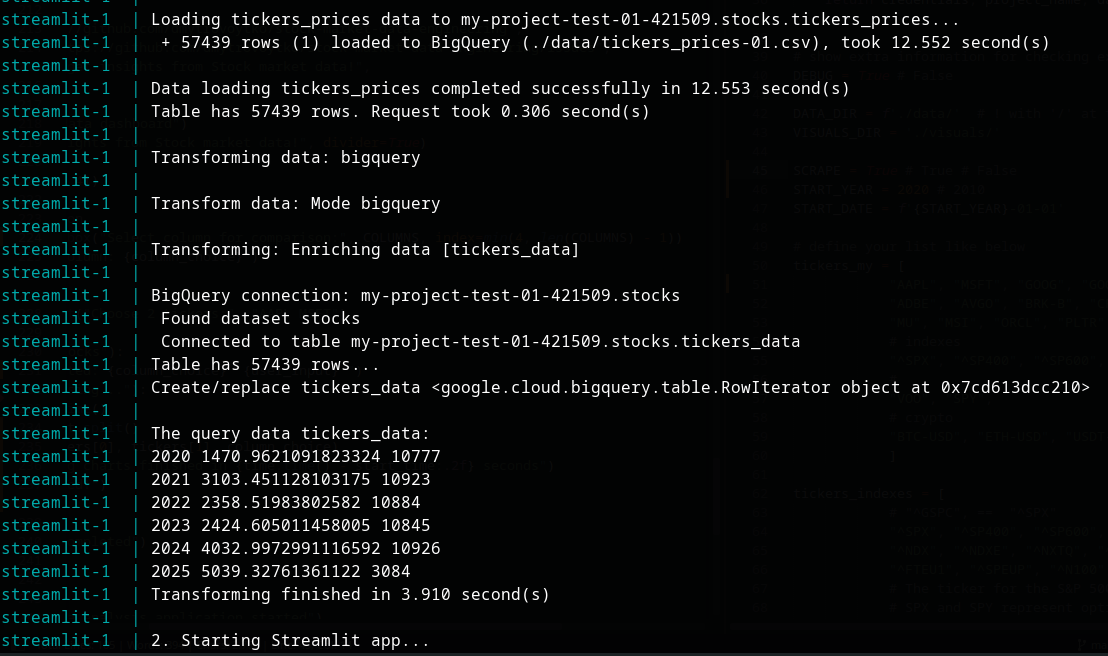 streamlit-1 |
streamlit-1 | Loading tickers_prices data to my-project-test-01-421509.stocks.tickers_prices...
streamlit-1 |  + 57439 rows (1) loaded to BigQuery (./data/tickers_prices-01.csv), took 12.552 second(s)
streamlit-1 |
streamlit-1 | Data loading tickers_prices completed successfully in 12.553 second(s)
streamlit-1 | Table has 57439 rows. Request took 0.306 second(s)
streamlit-1 |
streamlit-1 | Transforming data: bigquery
streamlit-1 |
streamlit-1 | Transform data: Mode bigquery
streamlit-1 |
streamlit-1 | Transforming: Enriching data [tickers_data]
streamlit-1 |
streamlit-1 | BigQuery connection: my-project-test-01-421509.stocks
streamlit-1 |  Found dataset stocks
streamlit-1 |  Connected to table my-project-test-01-421509.stocks.tickers_data
streamlit-1 | Table has 57439 rows...
streamlit-1 | Create/replace tickers_data <google.cloud.bigquery.table.RowIterator object at 0x7cd613dcc210>
streamlit-1 |
streamlit-1 | The query data tickers_data:
streamlit-1 | 2020 1470.9621091823324 10777
streamlit-1 | 2021 3103.451128103175 10923
streamlit-1 | 2022 2358.51983802582 10884
streamlit-1 | 2023 2424.605011458005 10845
streamlit-1 | 2024 4032.9972991116592 10926
streamlit-1 | 2025 5039.32761361122 3084
streamlit-1 | Transforming finished in 3.910 second(s)
streamlit-1 |
streamlit-1 | 2. Starting Streamlit app...